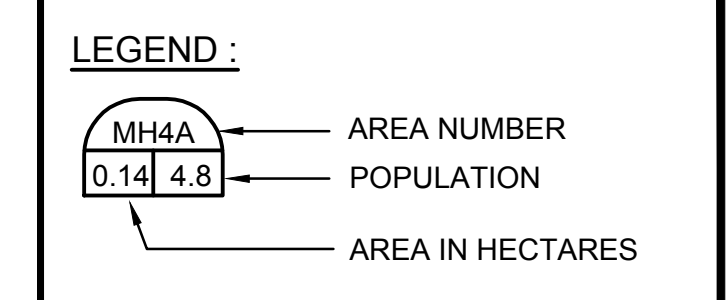 LEGEND :
MH4A
AREA NUMBER
0.14 4.8
POPULATION
AREA IN HECTARES